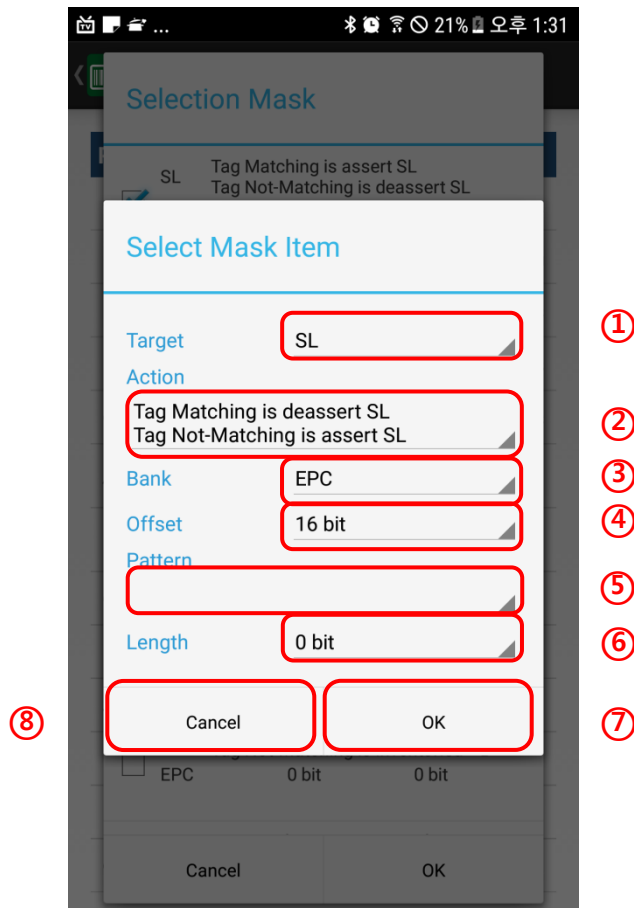 21% 오후 1:31
Selection Mask
SL Tag Matching is assert SL
Tag Not-Matching is deassert SL
Select Mask Item
Target SL ①
Action
Tag Matching is deassert SL
Tag Not-Matching is assert SL ②
Bank EPC ③
Offset 16 bit ④
Pattern
⑤
Length 0 bit ⑥
⑧ Cancel OK ⑦
EPC 0 bit 0 bit
Cancel OK